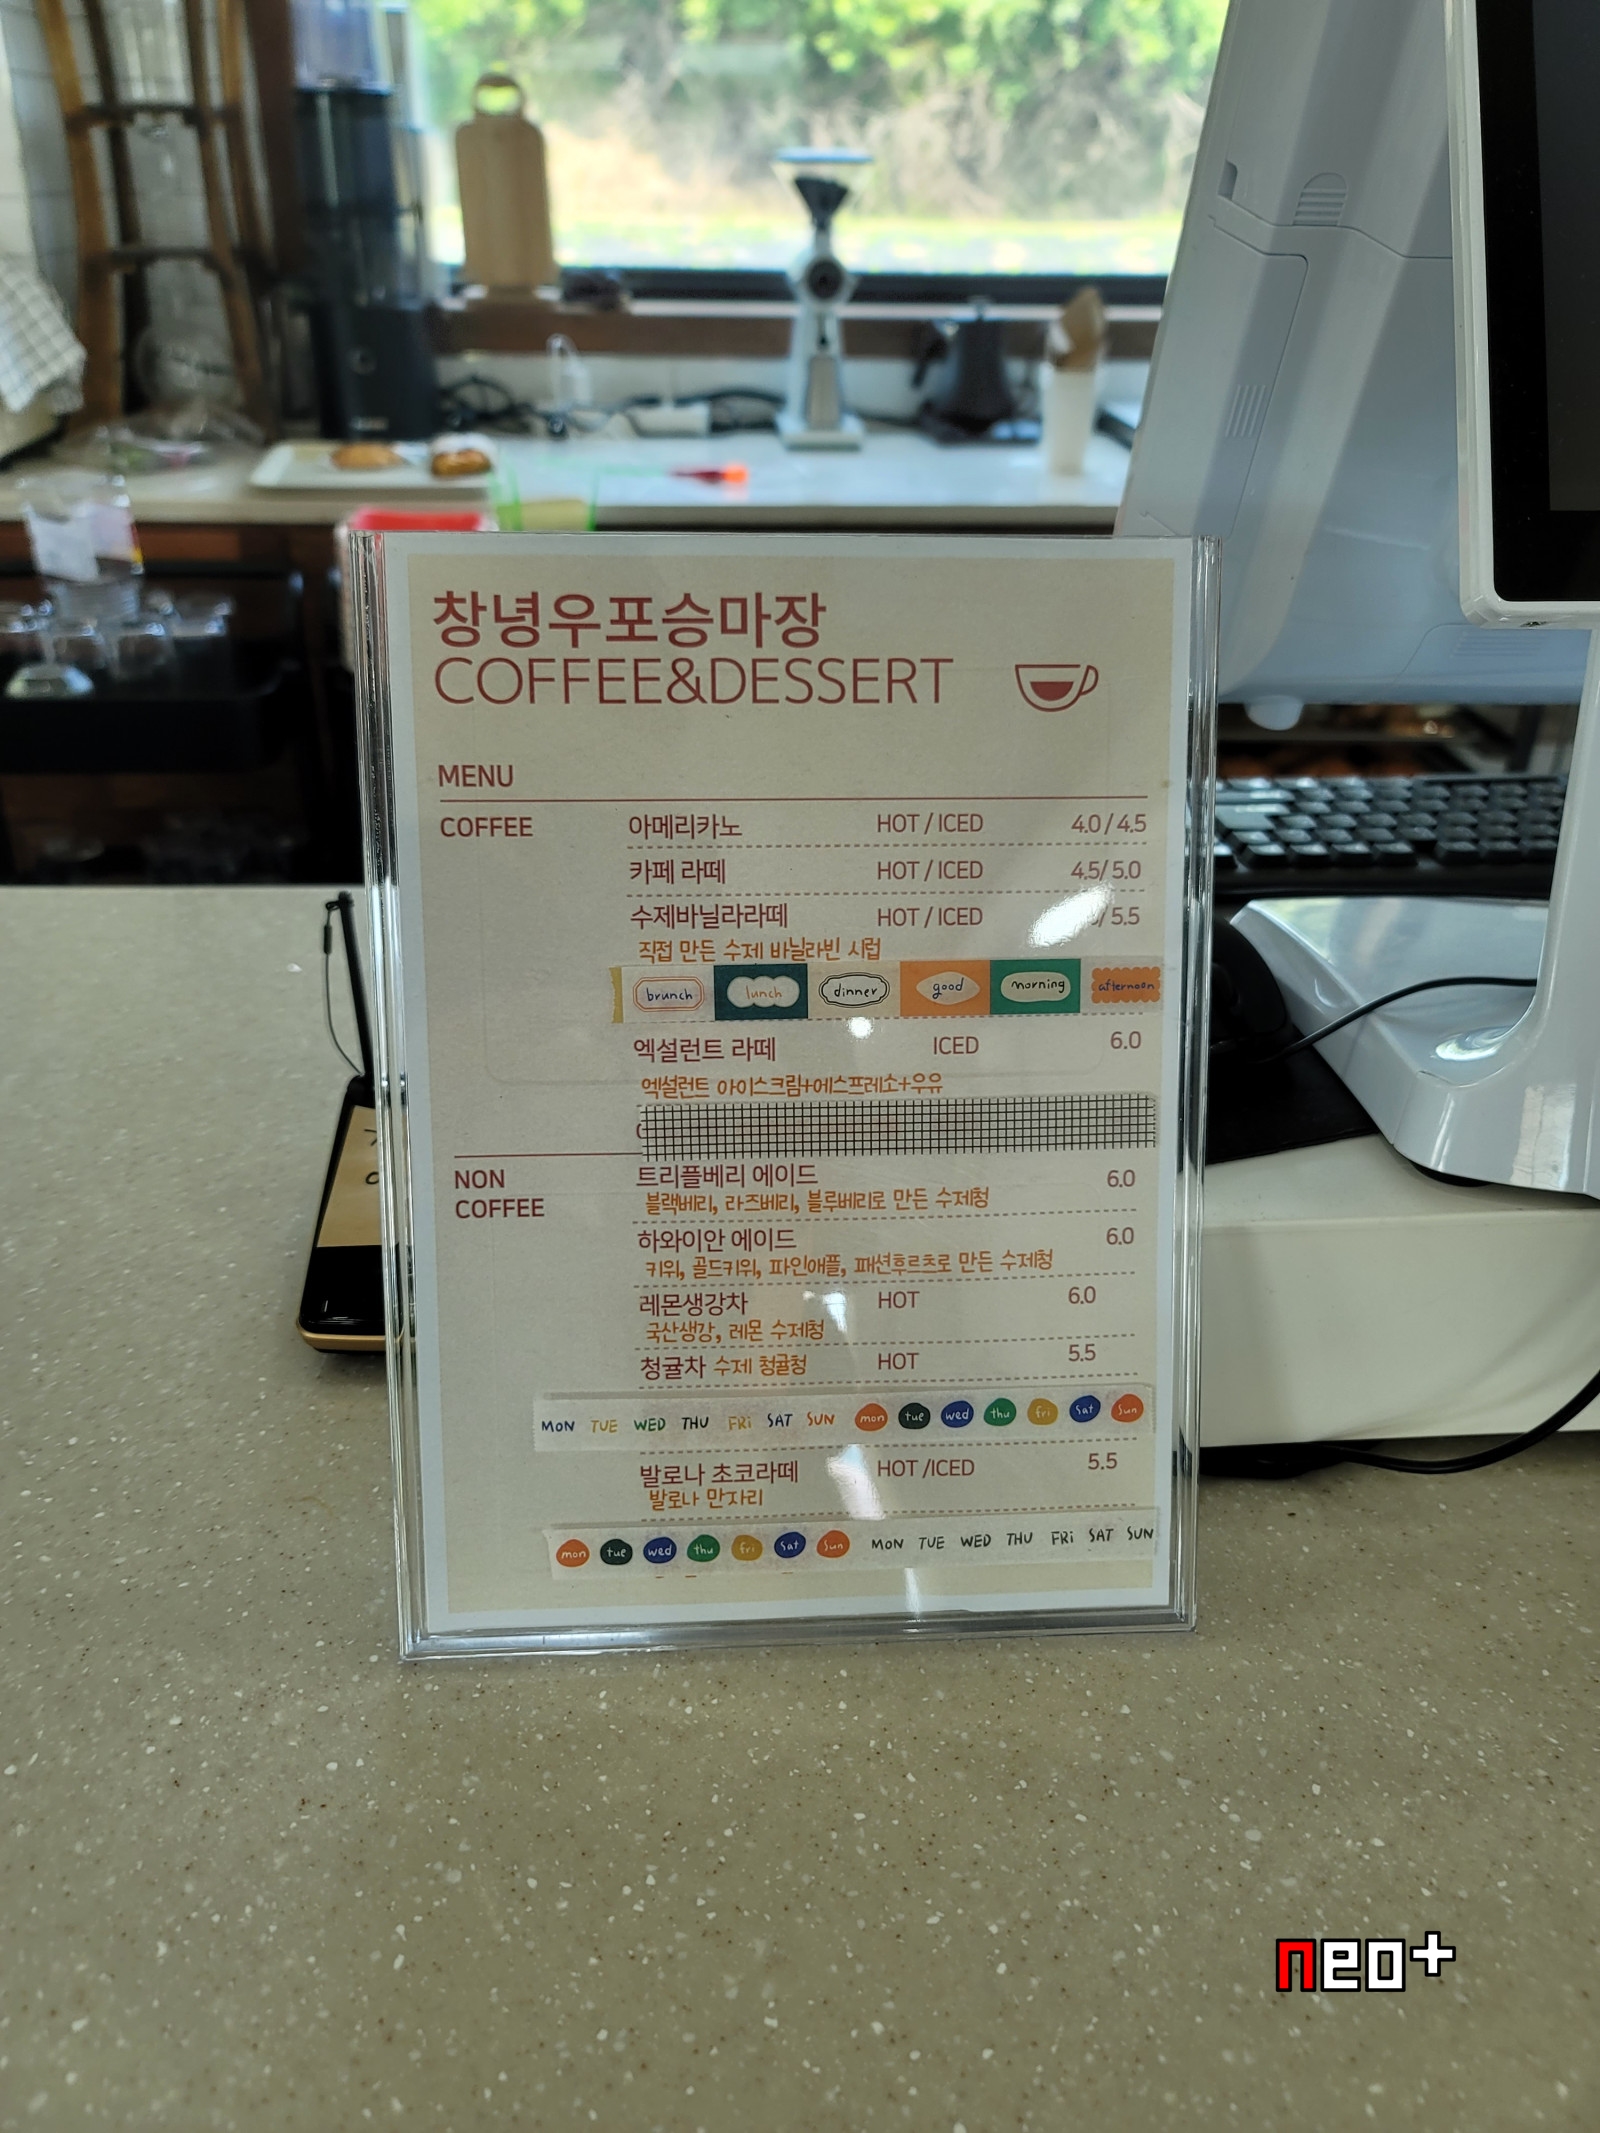 창녕우포승마장
COFFEE&DESSERT
MENU
COFFEE
아메리카노 HOT / ICED 4.0 / 4.5
카페 라떼 HOT / ICED 4.5/ 5.0
수제바닐라라떼 HOT / ICED / 5.5
직접 만든 수제 바닐라빈 시럽
brunch lunch dinner good morning afternoon
엑설런트 라떼 ICED 6.0
엑설런트 아이스크림+에스프레소+우유
NON COFFEE
트리플베리 에이드 6.0
블랙베리, 라즈베리, 블루베리로 만든 수제청
하와이안 에이드 6.0
키위, 골드키위, 파인애플, 패션후르츠로 만든 수제청
레몬생강차 HOT 6.0
국산생강, 레몬 수제청
청귤차 수제 청귤청 HOT 5.5
MON TUE WED THU FRi SAT SUN mon tue wed thu fri sat sun
발로나 초코라떼 HOT /ICED 5.5
발로나 만자리
mon tue wed thu fri sat sun MON TUE WED THU FRi SAT SUN
neo+